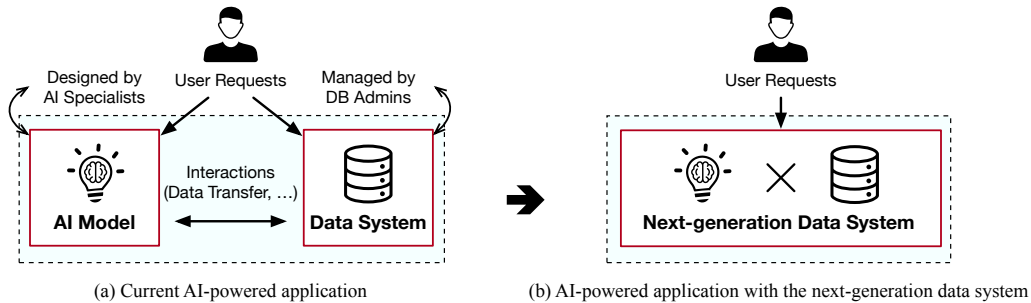 Designed by
AI Specialists
User Requests
Managed by
DB Admins
Interactions
(Data Transfer, ...)
AI Model
Data System
(a) Current AI-powered application
User Requests
Next-generation Data System
(b) AI-powered application with the next-generation data system